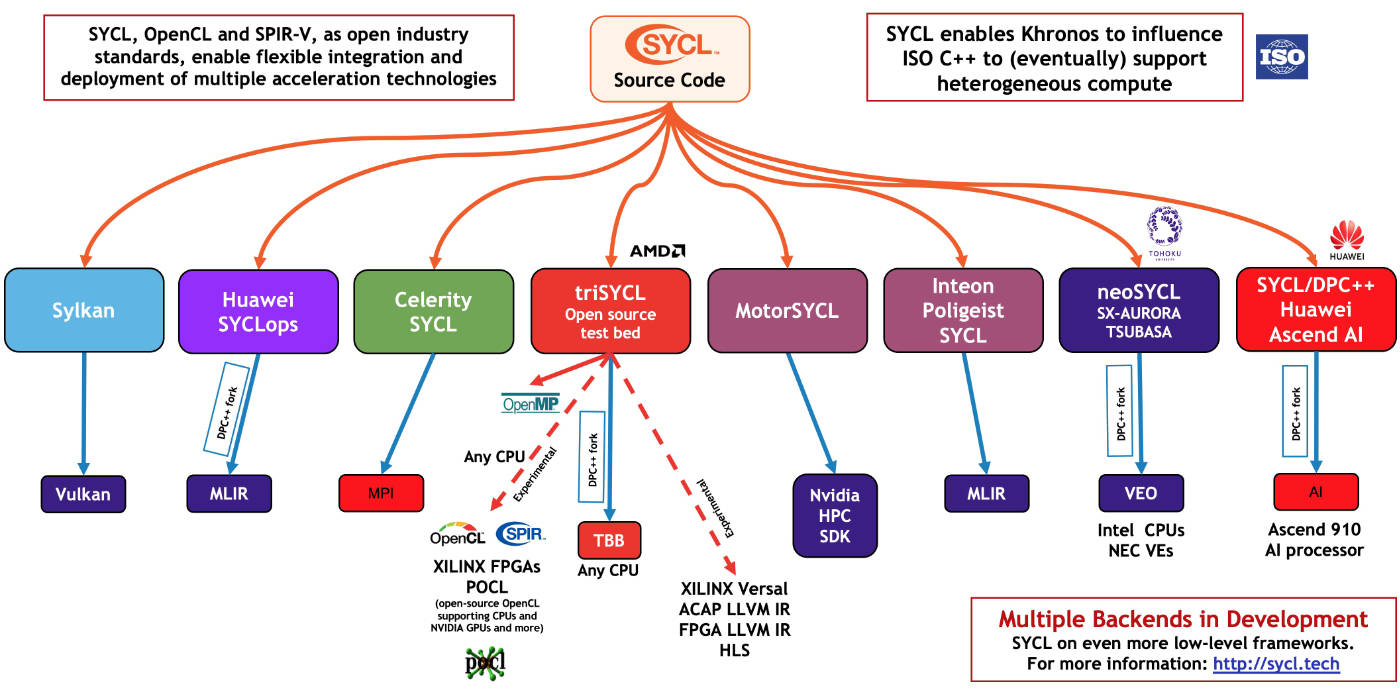 SYCL, OpenCL and SPIR-V, as open industry
standards, enable flexible integration and
deployment of multiple acceleration technologies
SYCL™
Source Code
SYCL enables Khronos to influence
ISO C++ to (eventually) support
heterogeneous compute
ISO
AMD
TOHOKU
UNIVERSITY
HUAWEI
Sylkan
Huawei
SYCLops
Celerity
SYCL
triSYCL
Open source
test bed
MotorSYCL
Inteon
Poligeist
SYCL
neoSYCL
SX-AURORA
TSUBASA
SYCL/DPC++
Huawei
Ascend AI
DPC++ fork
OpenMP
Any CPU
Experimental
DPC++ fork
Experimental
DPC++ fork
DPC++ fork
Vulkan
MLIR
MPI
OpenCL
SPIR™
XILINX FPGAs
POCL
(open-source OpenCL
supporting CPUs and
NVIDIA GPUs and more)
pocl
TBB
Any CPU
XILINX Versal
ACAP LLVM IR
FPGA LLVM IR
HLS
Nvidia
HPC
SDK
MLIR
VEO
Intel CPUs
NEC VEs
AI
Ascend 910
AI processor
Multiple Backends in Development
SYCL on even more low-level frameworks.
For more information: http://sycl.tech